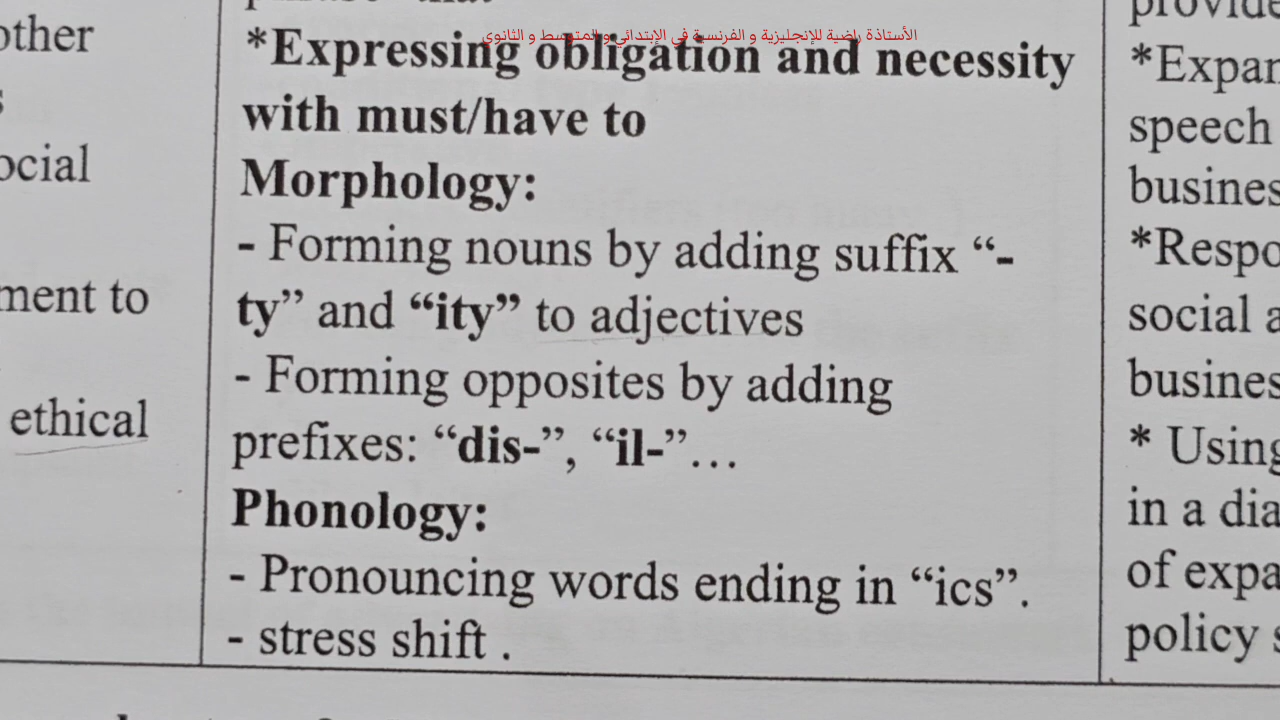 الأستاذة راضية للإنجليزية و الفرنسية في الإبتدائي و المتوسط و الثانوي
*Expressing obligation and necessity
with must/have to
Morphology:
- Forming nouns by adding suffix “-
ty” and “ity” to adjectives
- Forming opposites by adding
prefixes: “dis-”, “il-”…
Phonology:
- Pronouncing words ending in “ics”.
- stress shift .
other
ocial
ment to
ethical
provide
*Expan
speech
busines
*Respo
social a
busines
* Using
in a dia
of expa
policy s